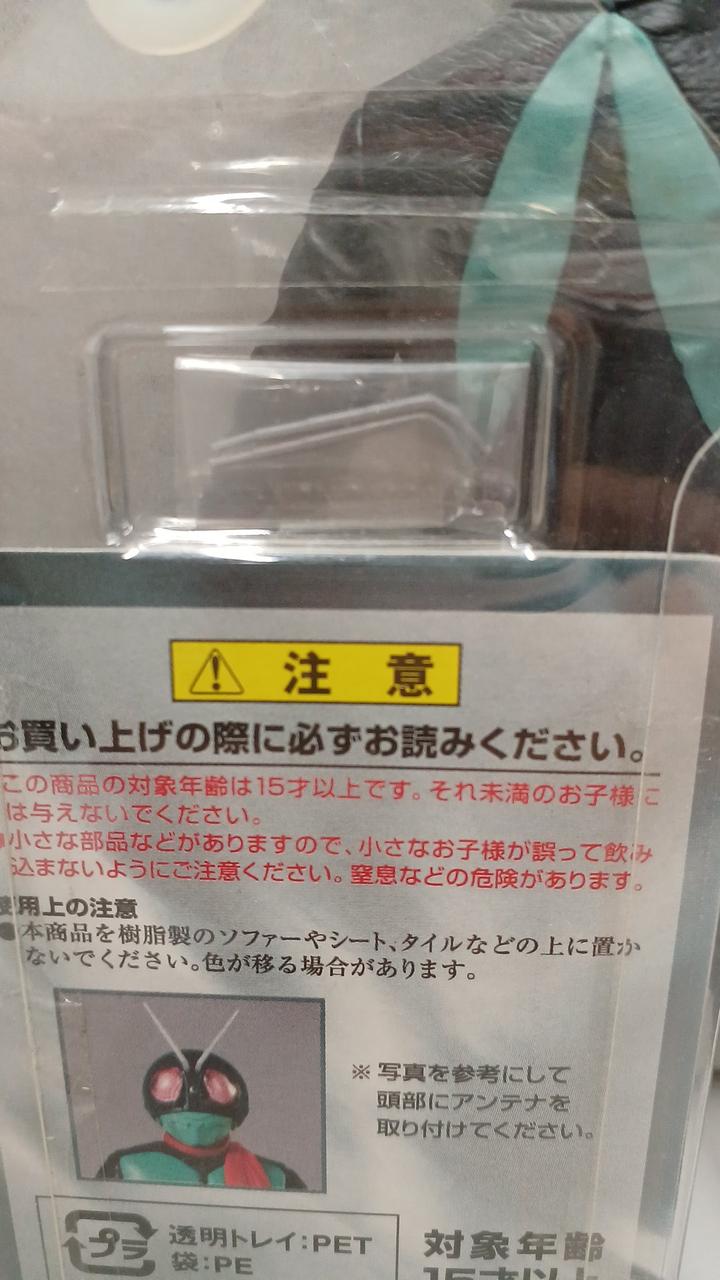 注 意
お買い上げの際に必ずお読みください。
この商品の対象年齢は15才以上です。それ未満のお子様に
は与えないでください。
●小さな部品などがありますので、小さなお子様が誤って飲み
込まないようにご注意ください。窒息などの危険があります。
使用上の注意
●本商品を樹脂製のソファーやシート、タイルなどの上に置か
ないでください。色が移る場合があります。
※写真を参考にして
頭部にアンテナを
取り付けてください。
プラ
透明トレイ:PET
袋:PE
対象年齢
15才以上